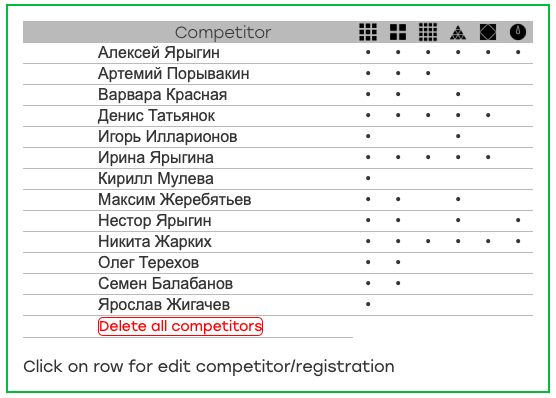 Competitor
Алексей Ярыгин
Артемий Порывакин
Варвара Красная
Денис Татьянок
Игорь Илларионов
Ирина Ярыгина
Кирилл Мулева
Максим Жеребятьев
Нестор Ярыгин
Никита Жарких
Олег Терехов
Семен Балабанов
Ярослав Жигачев
Delete all competitors
Click on row for edit competitor/registration